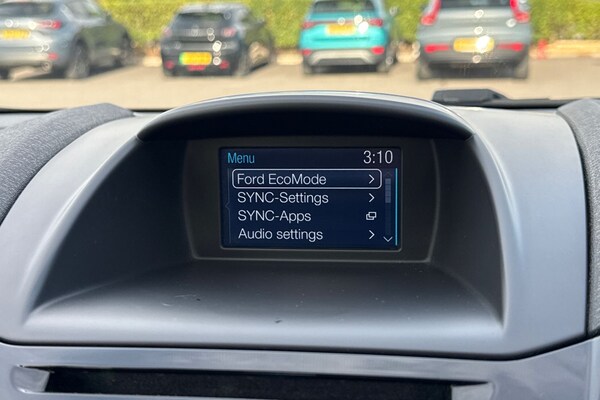 Menu 3:10
Ford EcoMode
SYNC-Settings
SYNC-Apps
Audio settings